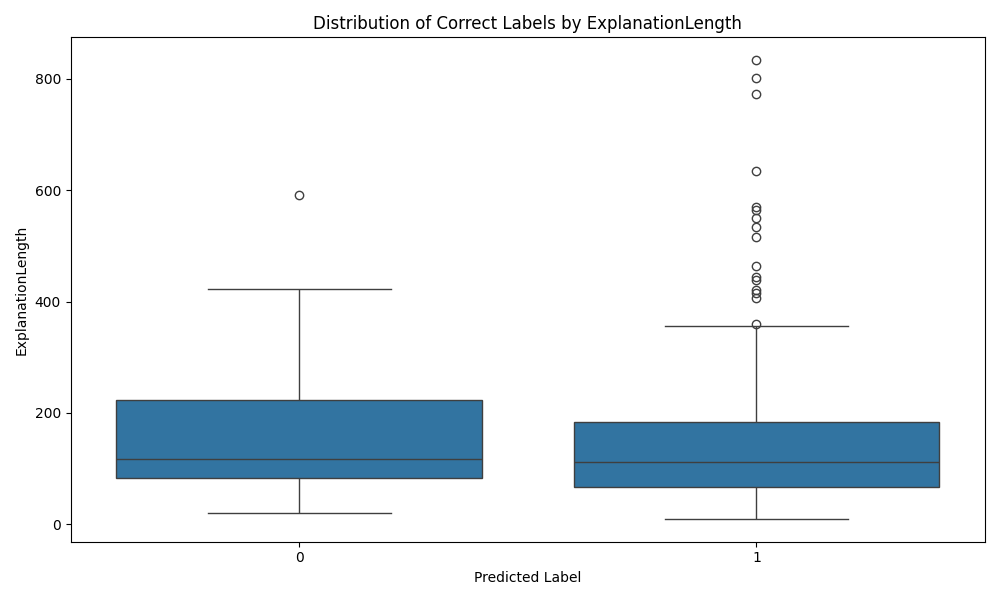 Distribution of Correct Labels by ExplanationLength
ExplanationLength
800
600
400
200
0
0
1
Predicted Label